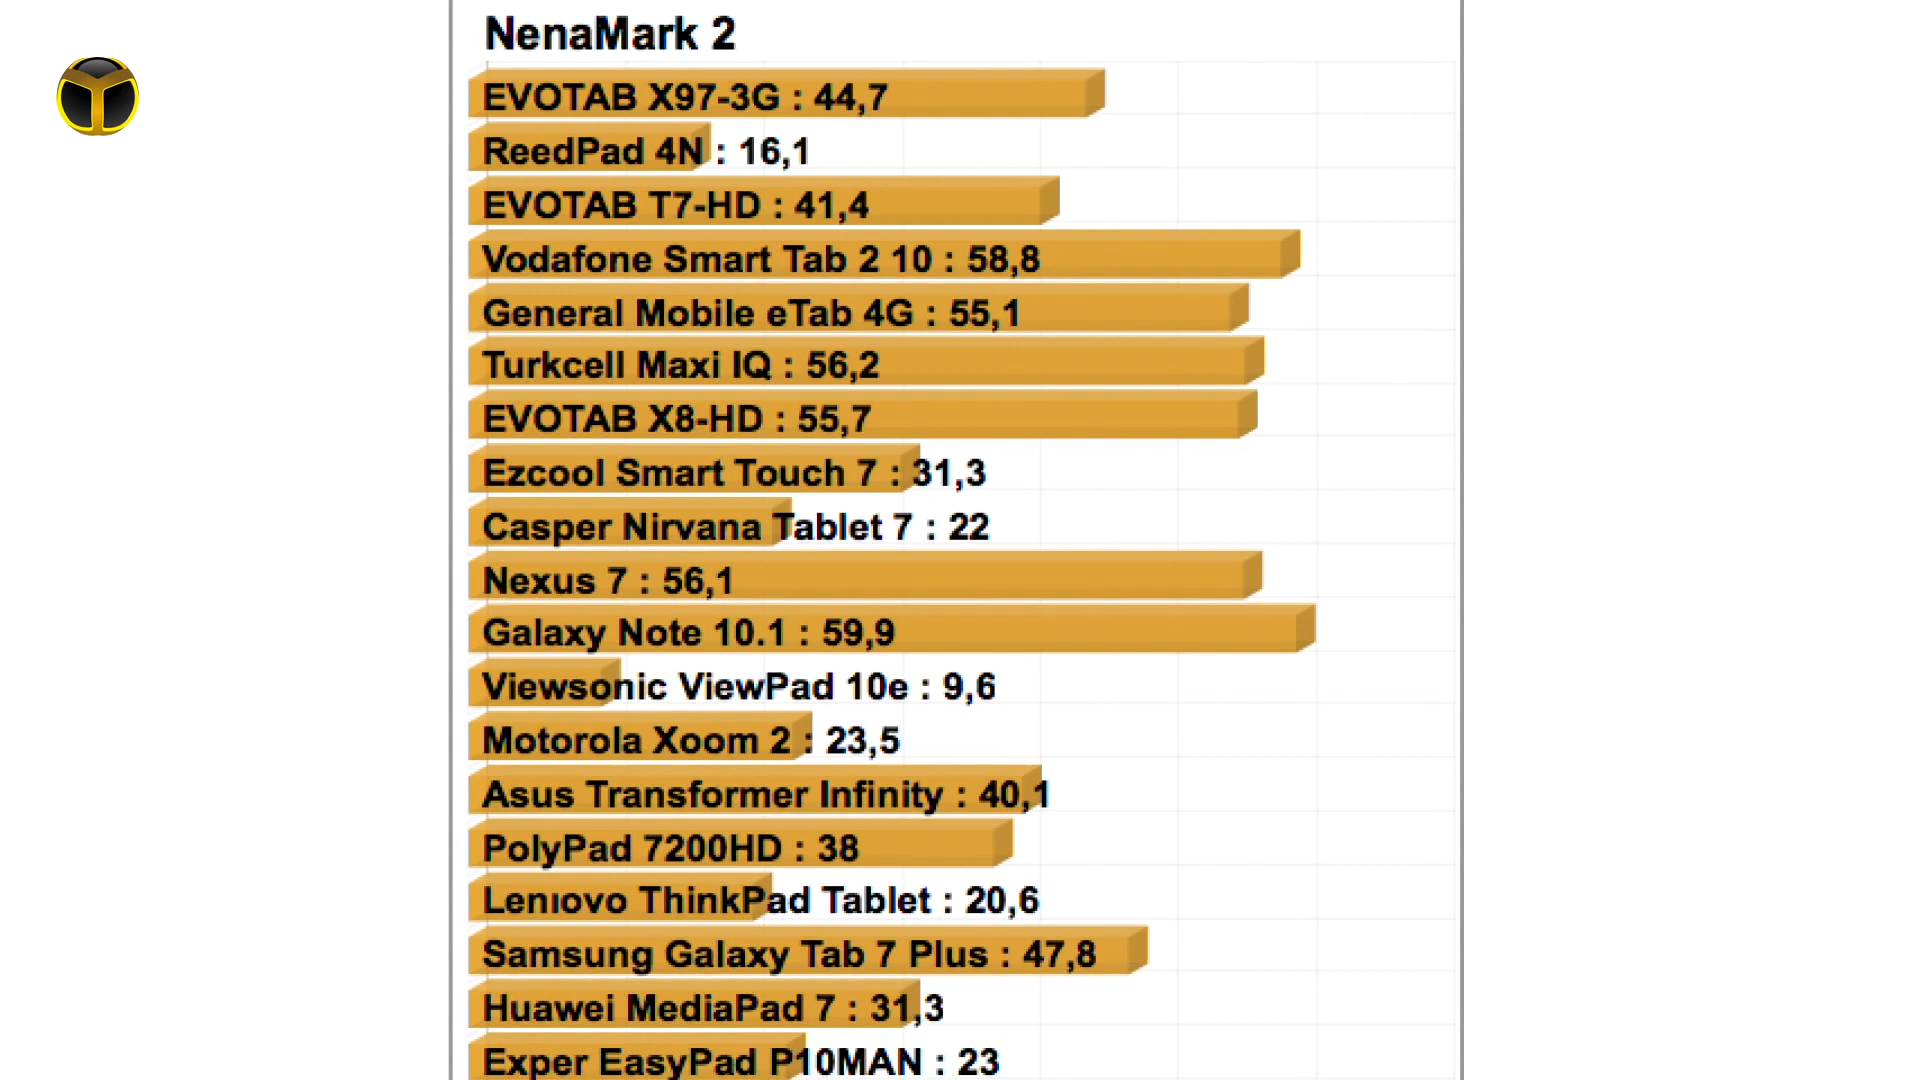 NenaMark 2
EVOTAB X97-3G : 44,7
ReedPad 4N : 16,1
EVOTAB T7-HD : 41,4
Vodafone Smart Tab 2 10 : 58,8
General Mobile eTab 4G : 55,1
Turkcell Maxi IQ : 56,2
EVOTAB X8-HD : 55,7
Ezcool Smart Touch 7 : 31,3
Casper Nirvana Tablet 7 : 22
Nexus 7 : 56,1
Galaxy Note 10.1 : 59,9
Viewsonic ViewPad 10e : 9,6
Motorola Xoom 2 : 23,5
Asus Transformer Infinity : 40,1
PolyPad 7200HD : 38
Lenıovo ThinkPad Tablet : 20,6
Samsung Galaxy Tab 7 Plus : 47,8
Huawei MediaPad 7 : 31,3
Exper EasyPad P10MAN : 23